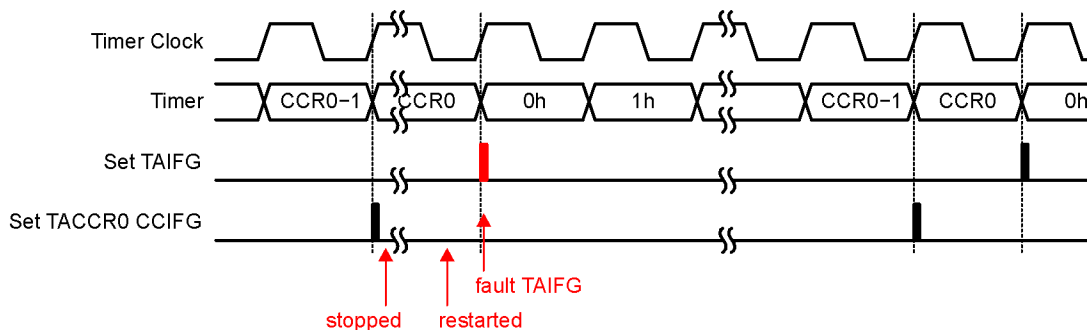 Timer Clock
Timer CCR0−1 CCR0 0h 1h CCR0−1 CCR0 0h
Set TAIFG
Set TACCR0 CCIFG
fault TAIFG
stopped restarted